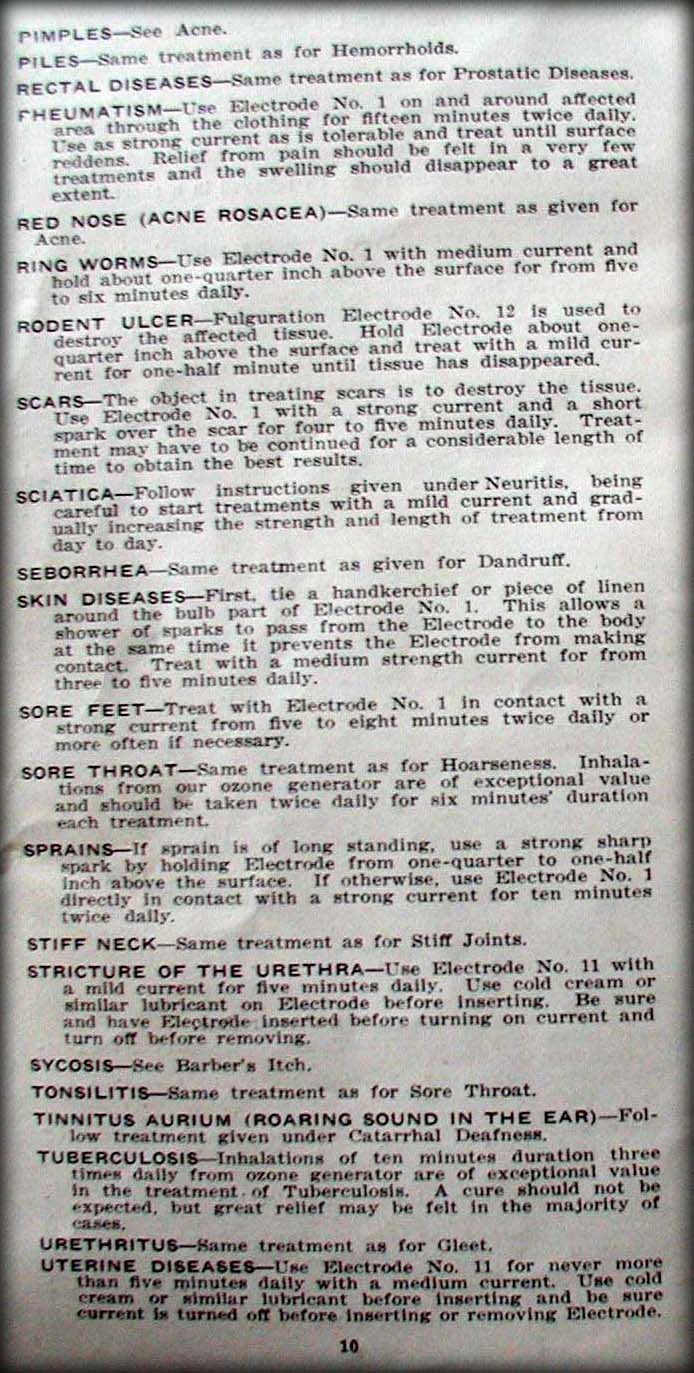 PIMPLES—See Acne.
PILES—Same treatment as for Hemorrhoids.
RECTAL DISEASES—Same treatment as for Prostatic Diseases.
RHEUMATISM—Use Electrode No. 1 on and around affected
area through the clothing for fifteen minutes twice daily.
Use as strong current as is tolerable and treat until surface
reddens. Relief from pain should be felt in a very few
treatments and the swelling should disappear to a great
extent.
RED NOSE (ACNE ROSACEA)—Same treatment as given for
Acne.
RING WORMS—Use Electrode No. 1 with medium current and
hold about one-quarter inch above the surface for from five
to six minutes daily.
RODENT ULCER—Fulguration Electrode No. 12 is used to
destroy the affected tissue. Hold Electrode about one-
quarter inch above the surface and treat with a mild cur-
rent for one-half minute until tissue has disappeared.
SCARS—The object in treating scars is to destroy the tissue.
Use Electrode No. 1 with a strong current and a short
spark over the scar for four to five minutes daily. Treat-
ment may have to be continued for a considerable length of
time to obtain the best results.
SCIATICA—Follow instructions given under Neuritis, being
careful to start treatments with a mild current and grad-
ually increasing the strength and length of treatment from
day to day.
SEBORRHEA—Same treatment as given for Dandruff.
SKIN DISEASES—First, tie a handkerchief or piece of linen
around the bulb part of Electrode No. 1. This allows a
shower of sparks to pass from the Electrode to the body
at the same time it prevents the Electrode from making
contact. Treat with a medium strength current for from
three to five minutes daily.
SORE FEET—Treat with Electrode No. 1 in contact with a
strong current from five to eight minutes twice daily or
more often if necessary.
SORE THROAT—Same treatment as for Hoarseness. Inhala-
tions from our ozone generator are of exceptional value
and should be taken twice daily for six minutes' duration
each treatment.
SPRAINS—If sprain is of long standing, use a strong sharp
spark by holding Electrode from one-quarter to one-half
inch above the surface. If otherwise, use Electrode No. 1
directly in contact with a strong current for ten minutes
twice daily.
STIFF NECK—Same treatment as for Stiff Joints.
STRICTURE OF THE URETHRA—Use Electrode No. 11 with
a mild current for five minutes daily. Use cold cream or
similar lubricant on Electrode before inserting. Be sure
and have Electrode inserted before turning on current and
turn off before removing.
SYCOSIS—See Barber's Itch.
TONSILITIS—Same treatment as for Sore Throat.
TINNITUS AURIUM (ROARING SOUND IN THE EAR)—Fol-
low treatment given under Catarrhal Deafness.
TUBERCULOSIS—Inhalations of ten minutes duration three
times daily from ozone generator are of exceptional value
in the treatment of Tuberculosis. A cure should not be
expected, but great relief may be felt in the majority of
cases.
URETHRITUS—Same treatment as for Gleet.
UTERINE DISEASES—Use Electrode No. 11 for never more
than five minutes daily with a medium current. Use cold
cream or similar lubricant before inserting and be sure
current is turned off before inserting or removing Electrode.
10